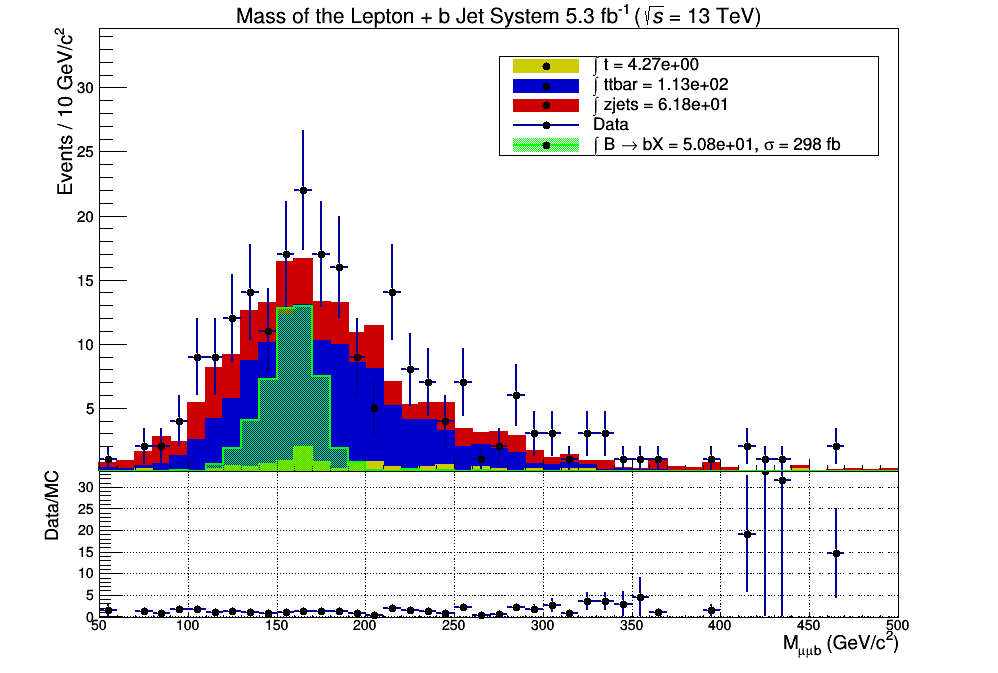 Mass of the Lepton + b Jet System 5.3 fb⁻¹ (√s = 13 TeV)
Events / 10 GeV/c²
30
25
20
15
10
5
∫ t = 4.27e+00
∫ ttbar = 1.13e+02
∫ zjets = 6.18e+01
Data
∫ B → bX = 5.08e+01, σ = 298 fb
Data/MC
30
25
20
15
10
5
0
50 100 150 200 250 300 350 400 450 500
M_μμb (GeV/c²)